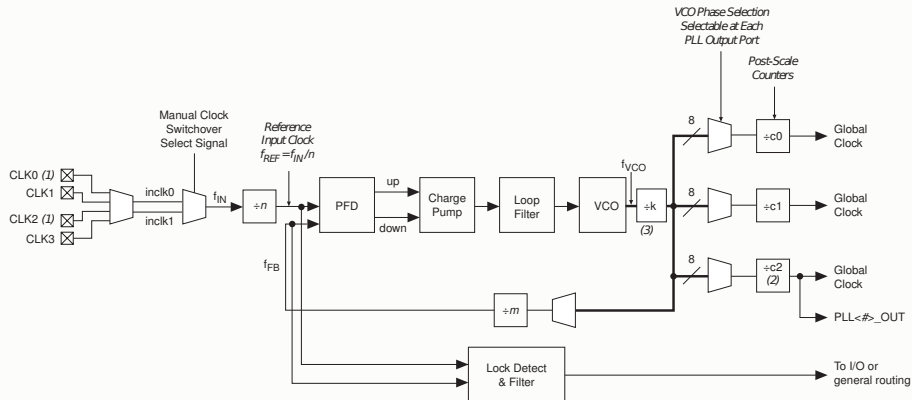 VCO Phase Selection
Selectable at Each
PLL Output Port
Post-Scale
Counters
Manual Clock
Switchover
Select Signal
Reference
Input Clock
fREF = fIN/n
8
÷c0
Global
Clock
CLK0 (1)
CLK1
CLK2 (1)
CLK3
inclk0
inclk1
fIN
÷n
PFD
up
down
Charge
Pump
Loop
Filter
VCO
fVCO
÷k
(3)
8
÷c1
Global
Clock
8
÷c2
(2)
Global
Clock
PLL<#>_OUT
fFB
÷m
Lock Detect
& Filter
To I/O or
general routing